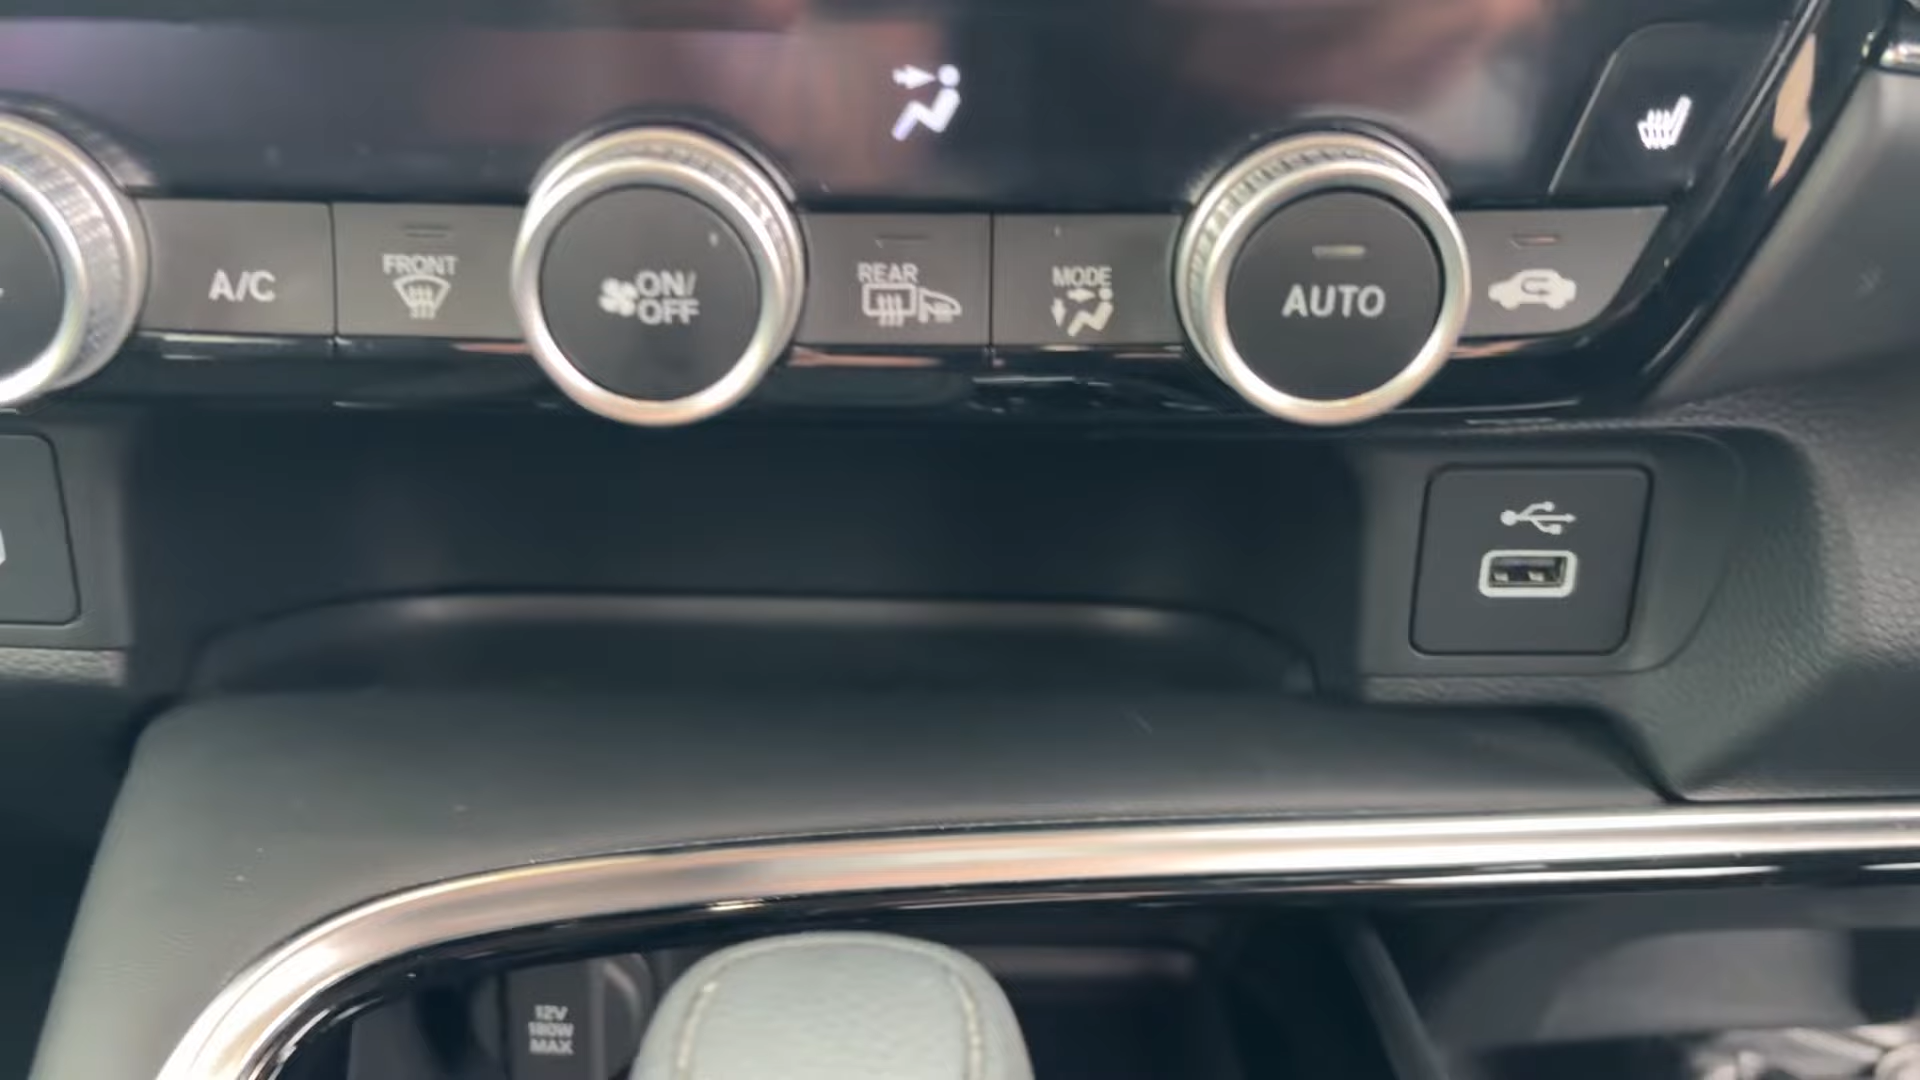 A/C
FRONT
ON/
OFF
REAR
MODE
AUTO
12V
180W
MAX